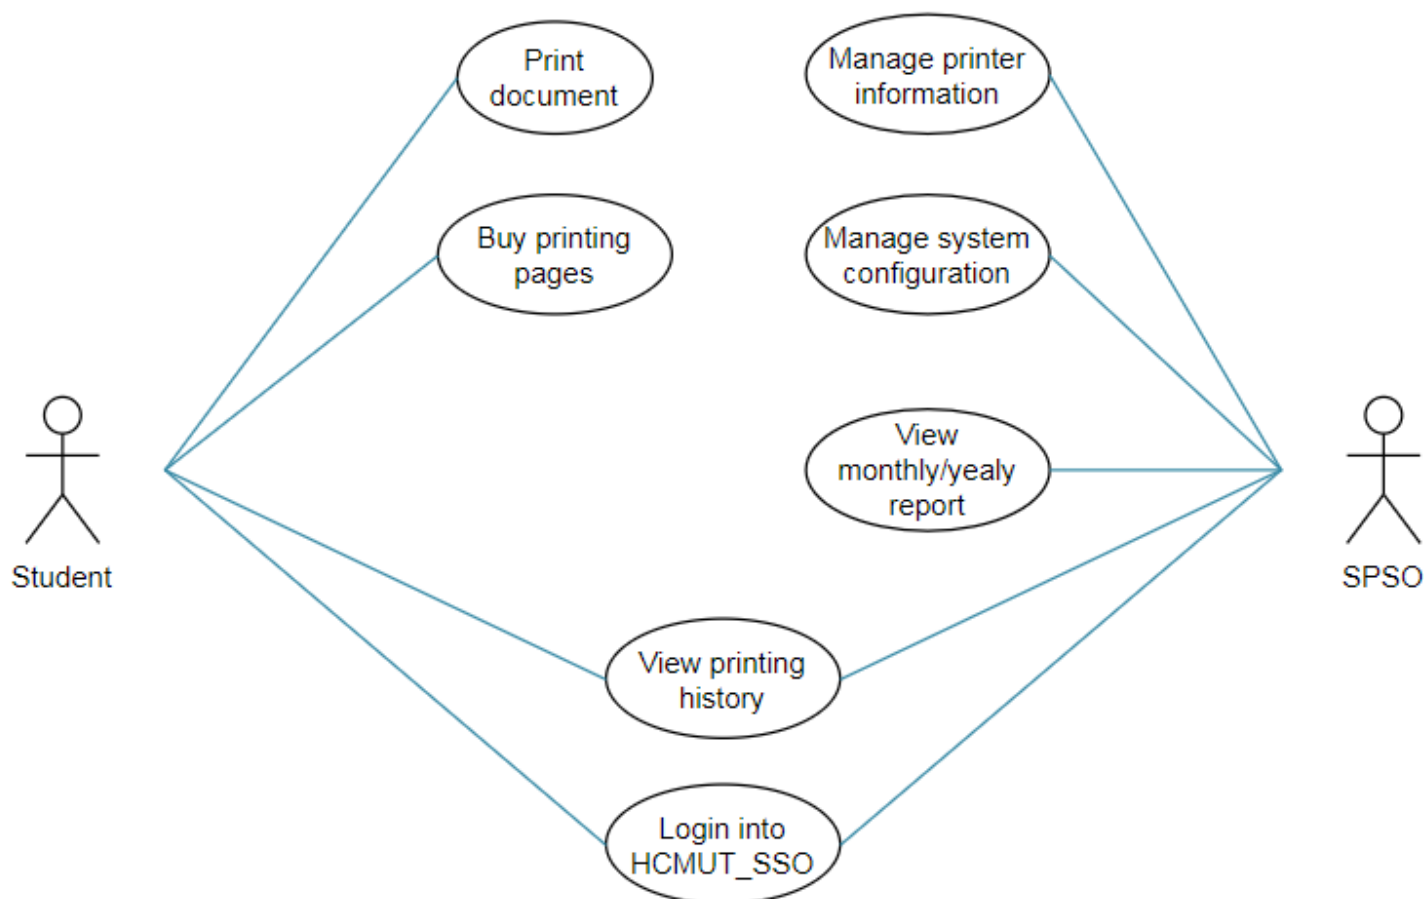 Print
document
Manage printer
information
Buy printing
pages
Manage system
configuration
View
monthly/yealy
report
Student
SPSO
View printing
history
Login into
HCMUT_SSO